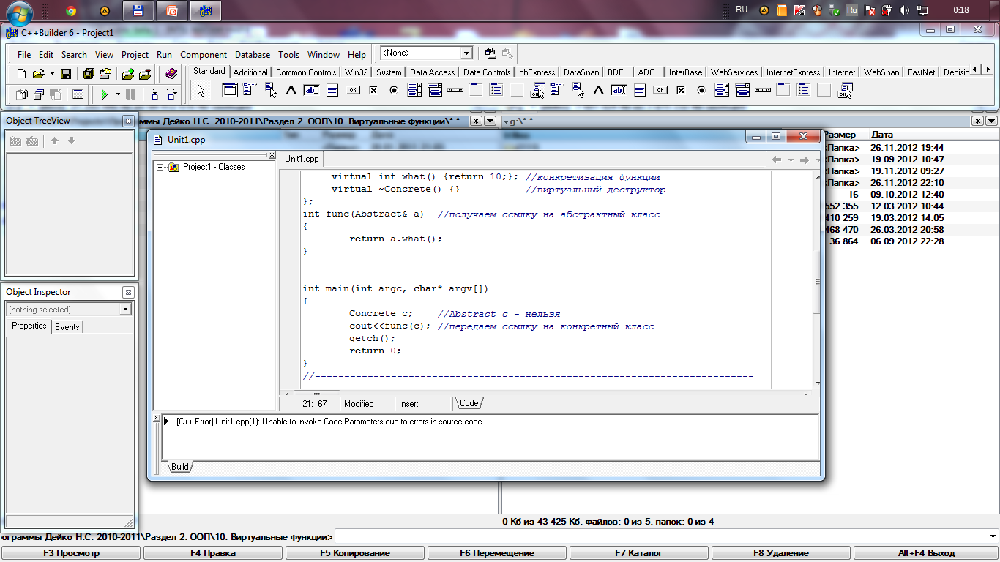 RU
Ru
0:18
C++Builder 6 - Project1
File Edit Search View Project Run Component Database Tools Window Help
<None>
Standard Additional Common Controls Win32 System Data Access Data Controls dbExpress DataSnap BDE ADO InterBase WebServices InternetExpress Internet WebSnap FastNet Decisio
Object TreeView
ммы Дейко Н.С. 2010-2011\Раздел 2. ООП\10. Виртуальные функции\*.*
g:\*.*
Размер Дата
<Папка> 26.11.2012 19:44
<Папка> 19.09.2012 10:47
<Папка> 19.11.2012 09:27
<Папка> 26.11.2012 22:10
16 09.10.2012 12:40
552 355 12.03.2012 10:44
410 259 19.03.2012 14:05
468 470 26.03.2012 20:58
36 864 06.09.2012 22:28
Unit1.cpp
Project1 - Classes
Unit1.cpp
virtual int what() {return 10;}; //конкретизация функции
virtual ~Concrete() {} //виртуальный деструктор
};
int func(Abstract& a) //получаем ссылку на абстрактный класс
{
return a.what();
}
int main(int argc, char* argv[])
{
Concrete c; //Abstract c - нельзя
cout<<func(c); //передаем ссылку на конкретный класс
getch();
return 0;
}
//---------------------------------------------------------------------------
21: 67 Modified Insert Code
[C++ Error] Unit1.cpp(1): Unable to invoke Code Parameters due to errors in source code
Build
Object Inspector
(nothing selected)
Properties Events
0 Кб из 43 425 Кб, файлов: 0 из 5, папок: 0 из 4
ограммы Дейко Н.С. 2010-2011\Раздел 2. ООП\10. Виртуальные функции>
F3 Просмотр F4 Правка F5 Копирование F6 Перемещение F7 Каталог F8 Удаление Alt+F4 Выход